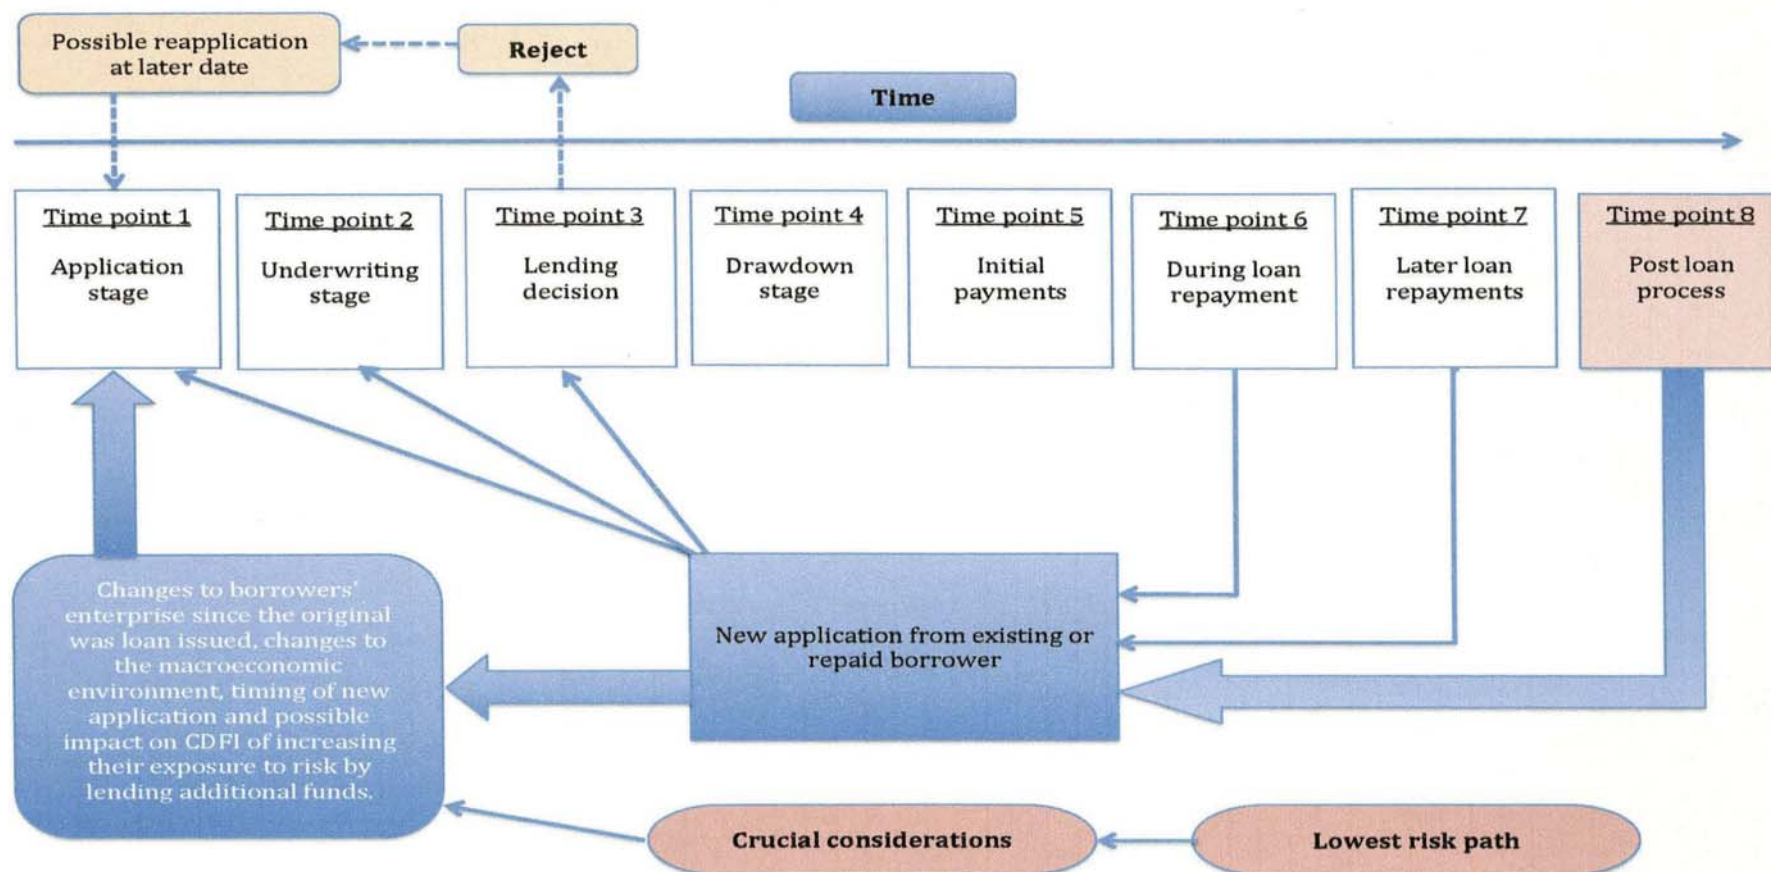 Possible reapplication
at later date
Reject
Time
Time point 1
Application
stage
Time point 2
Underwriting
stage
Time point 3
Lending
decision
Time point 4
Drawdown
stage
Time point 5
Initial
payments
Time point 6
During loan
repayment
Time point 7
Later loan
repayments
Time point 8
Post loan
process
Changes to borrowers'
enterprise since the original
was loan issued, changes to
the macroeconomic
environment, timing of new
application and possible
impact on CDFI of increasing
their exposure to risk by
lending additional funds.
New application from existing or
repaid borrower
Crucial considerations
Lowest risk path